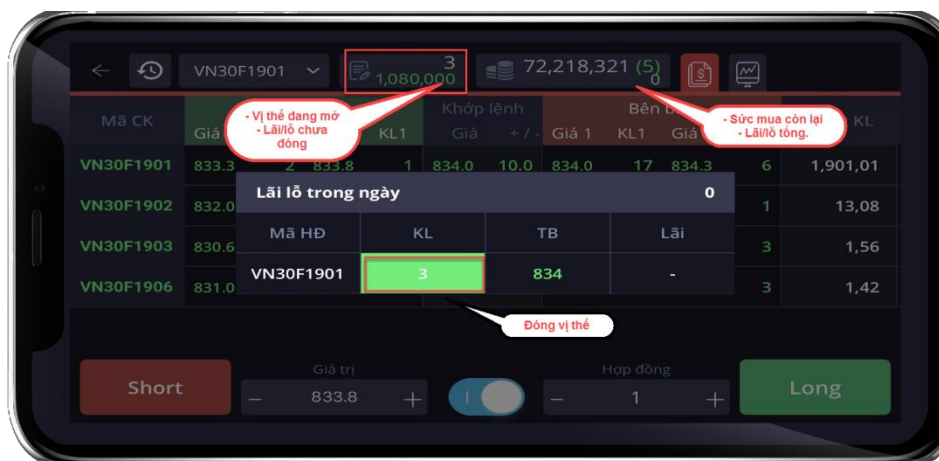 VN30F1901
3
1,080,000
72,218,321 (5)
0
- Vị thế đang mở
- Lãi/lỗ chưa
đóng
- Sức mua còn lại
- Lãi/lỗ tổng.
Mã CK Khớp lệnh Bên KL
Giá KL1 Giá + / - Giá 1 KL1 Giá
VN30F1901 833.3 2 833.8 1 834.0 10.0 834.0 17 834.3 6 1,901,01
VN30F1902 832.0 1 13,08
VN30F1903 830.6 3 1,56
VN30F1906 831.0 3 1,42
Lãi lỗ trong ngày 0
Mã HĐ KL TB Lãi
VN30F1901 3 834 -
Đóng vị thế
Short
Giá trị
− 833.8 +
Hợp đồng
− 1 +
Long